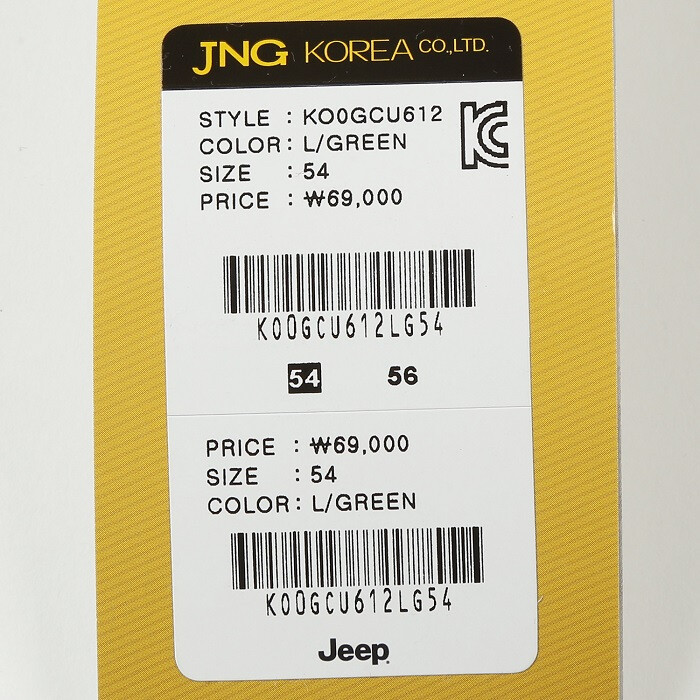 JNG KOREA CO.,LTD.
STYLE : KO0GCU612
COLOR : L/GREEN
SIZE : 54
PRICE : ₩69,000
KC
K00GCU612LG54
54 56
PRICE : ₩69,000
SIZE : 54
COLOR : L/GREEN
K00GCU612LG54
Jeep